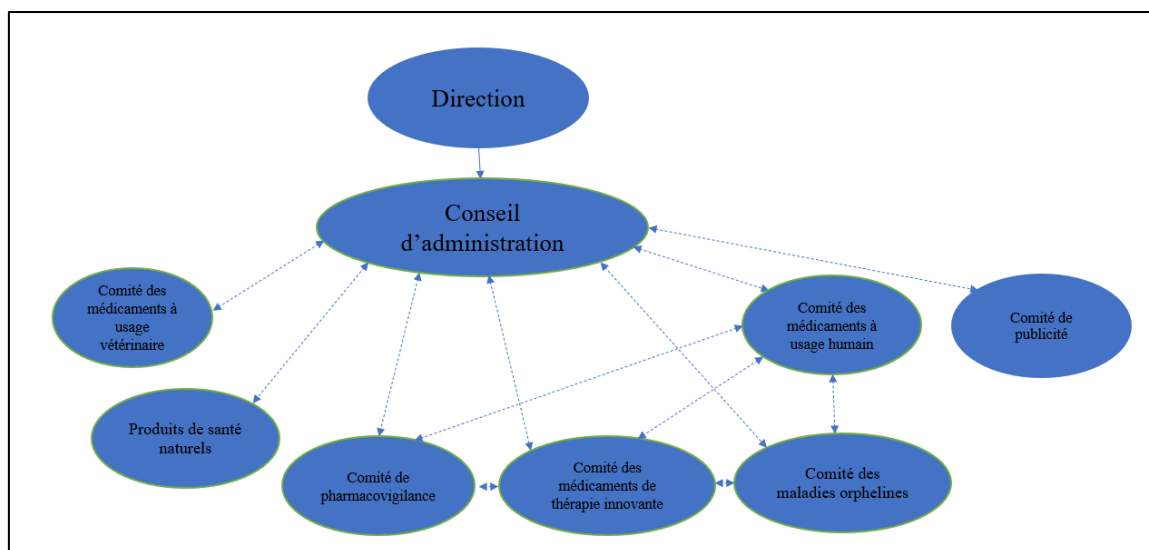 Direction
Conseil
d’administration
Comité des
médicaments à
usage
vétérinaire
Comité des
médicaments à
usage humain
Comité de
publicité
Produits de santé
naturels
Comité de
pharmacovigilance
Comité des
médicaments de
thérapie innovante
Comité des
maladies orphelines